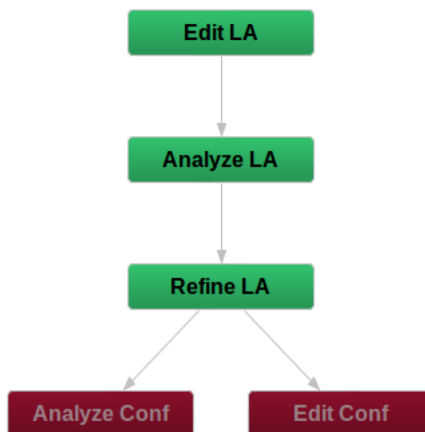 Edit LA
Analyze LA
Refine LA
Analyze Conf
Edit Conf